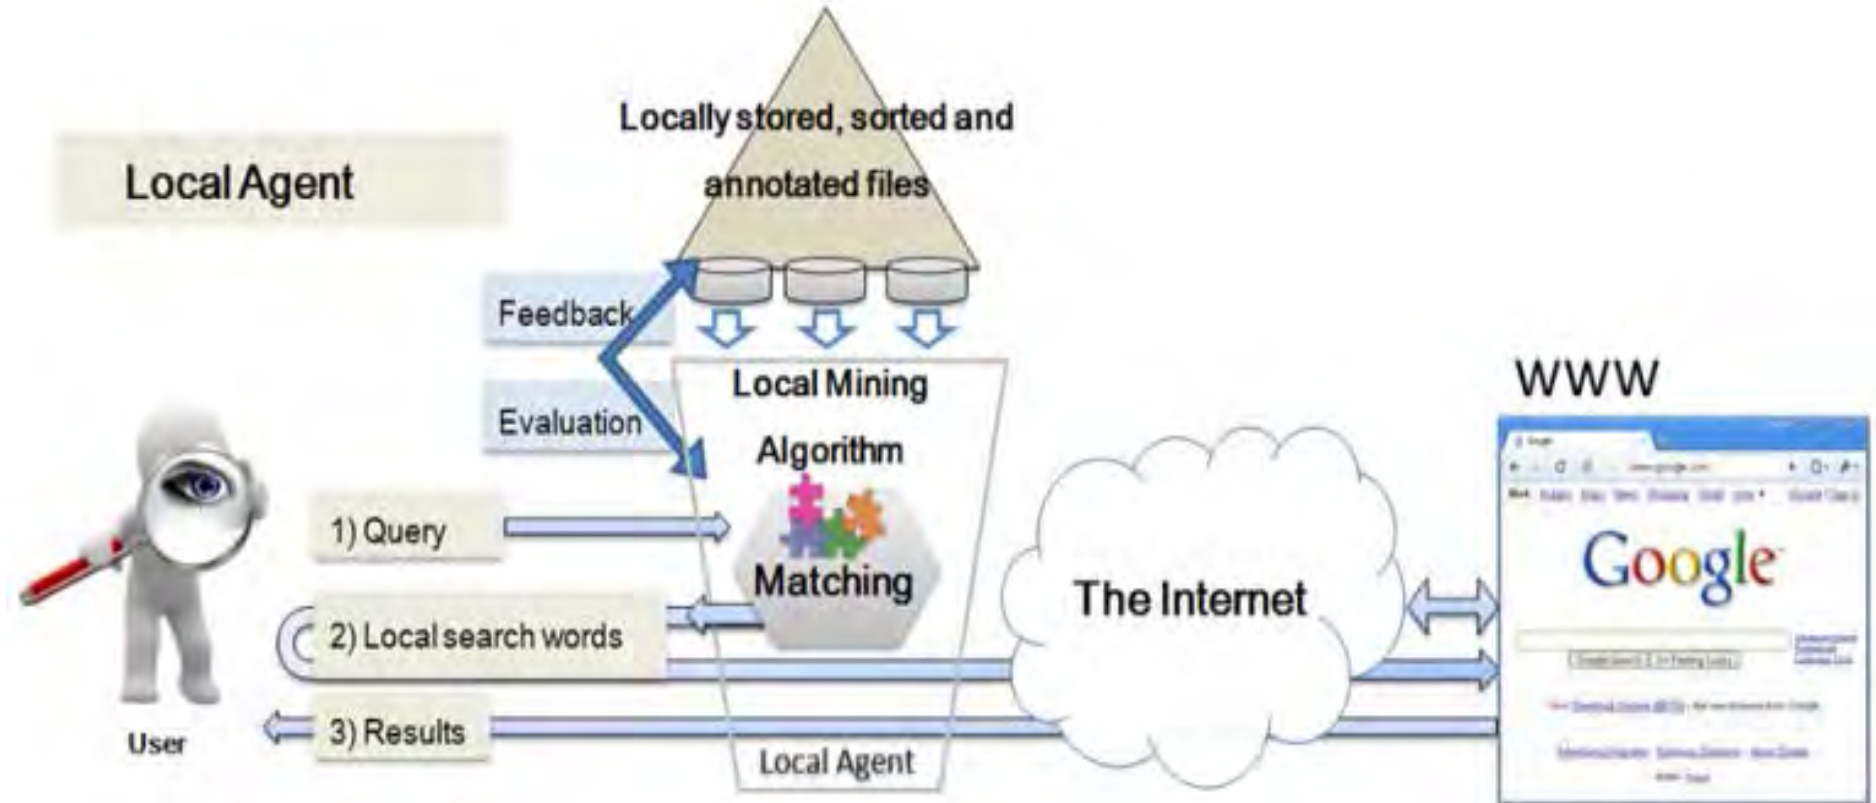 Locally stored, sorted and
annotated files
Local Agent
Feedback
Evaluation
Local Mining
Algorithm
Matching
1) Query
2) Local search words
3) Results
User
Local Agent
The Internet
WWW
Google
Google